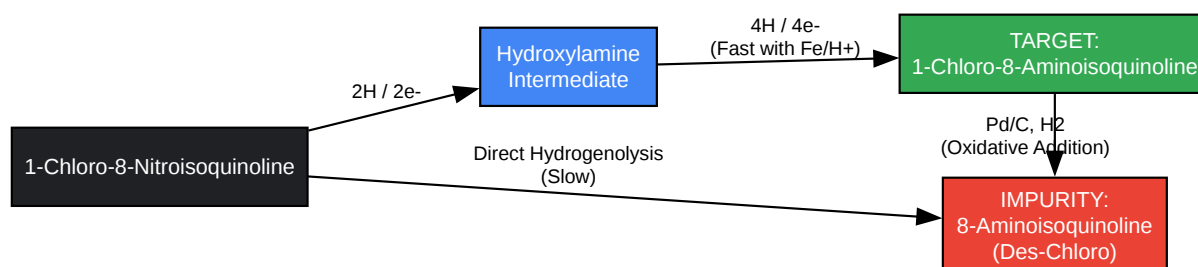 1-Chloro-8-Nitroisoquinoline
2H / 2e-
Hydroxylamine
Intermediate
4H / 4e-
(Fast with Fe/H+)
TARGET:
1-Chloro-8-Aminoisoquinoline
Direct Hydrogenolysis
(Slow)
Pd/C, H2
(Oxidative Addition)
IMPURITY:
8-Aminoisoquinoline
(Des-Chloro)